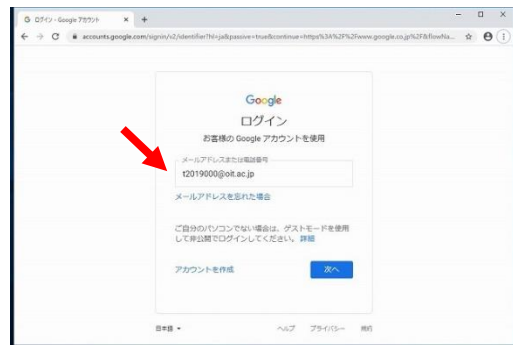 ログイン - Google アカウント
accounts.google.com/signin/v2/identifier?hl=ja&passive=true&continue=https%3A%2F%2Fwww.google.co.jp%2F&flowNa...
Google
ログイン
お客様の Google アカウントを使用
メールアドレスまたは電話番号
t2019000@oit.ac.jp
メールアドレスを忘れた場合
ご自分のパソコンでない場合は、ゲストモードを使用
して非公開でログインしてください。 詳細
アカウントを作成
次へ
日本語
ヘルプ プライバシー 規約